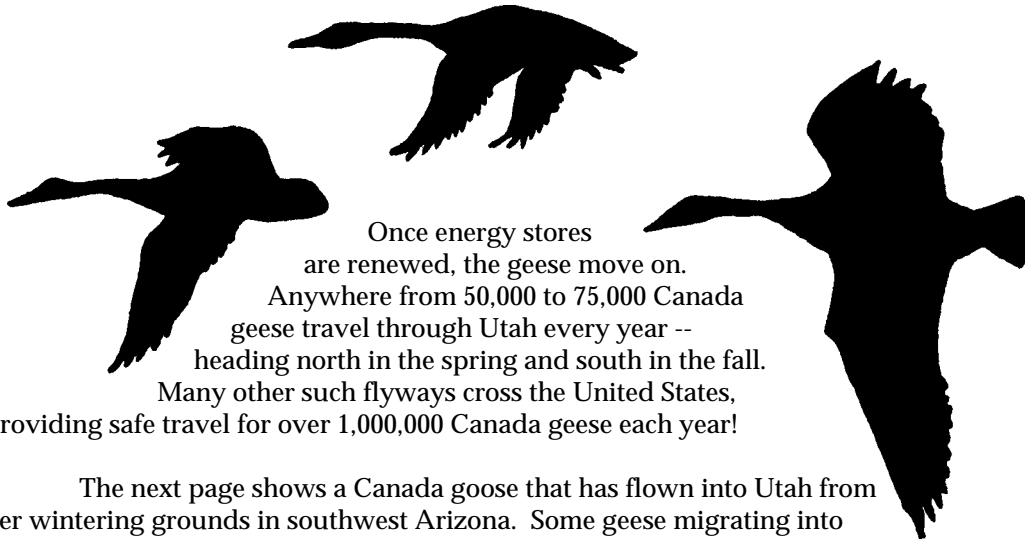 Once energy stores
are renewed, the geese move on.
Anywhere from 50,000 to 75,000 Canada
geese travel through Utah every year --
heading north in the spring and south in the fall.
Many other such flyways cross the United States,
roviding safe travel for over 1,000,000 Canada geese each year!
The next page shows a Canada goose that has flown into Utah from
er wintering grounds in southwest Arizona. Some geese migrating into